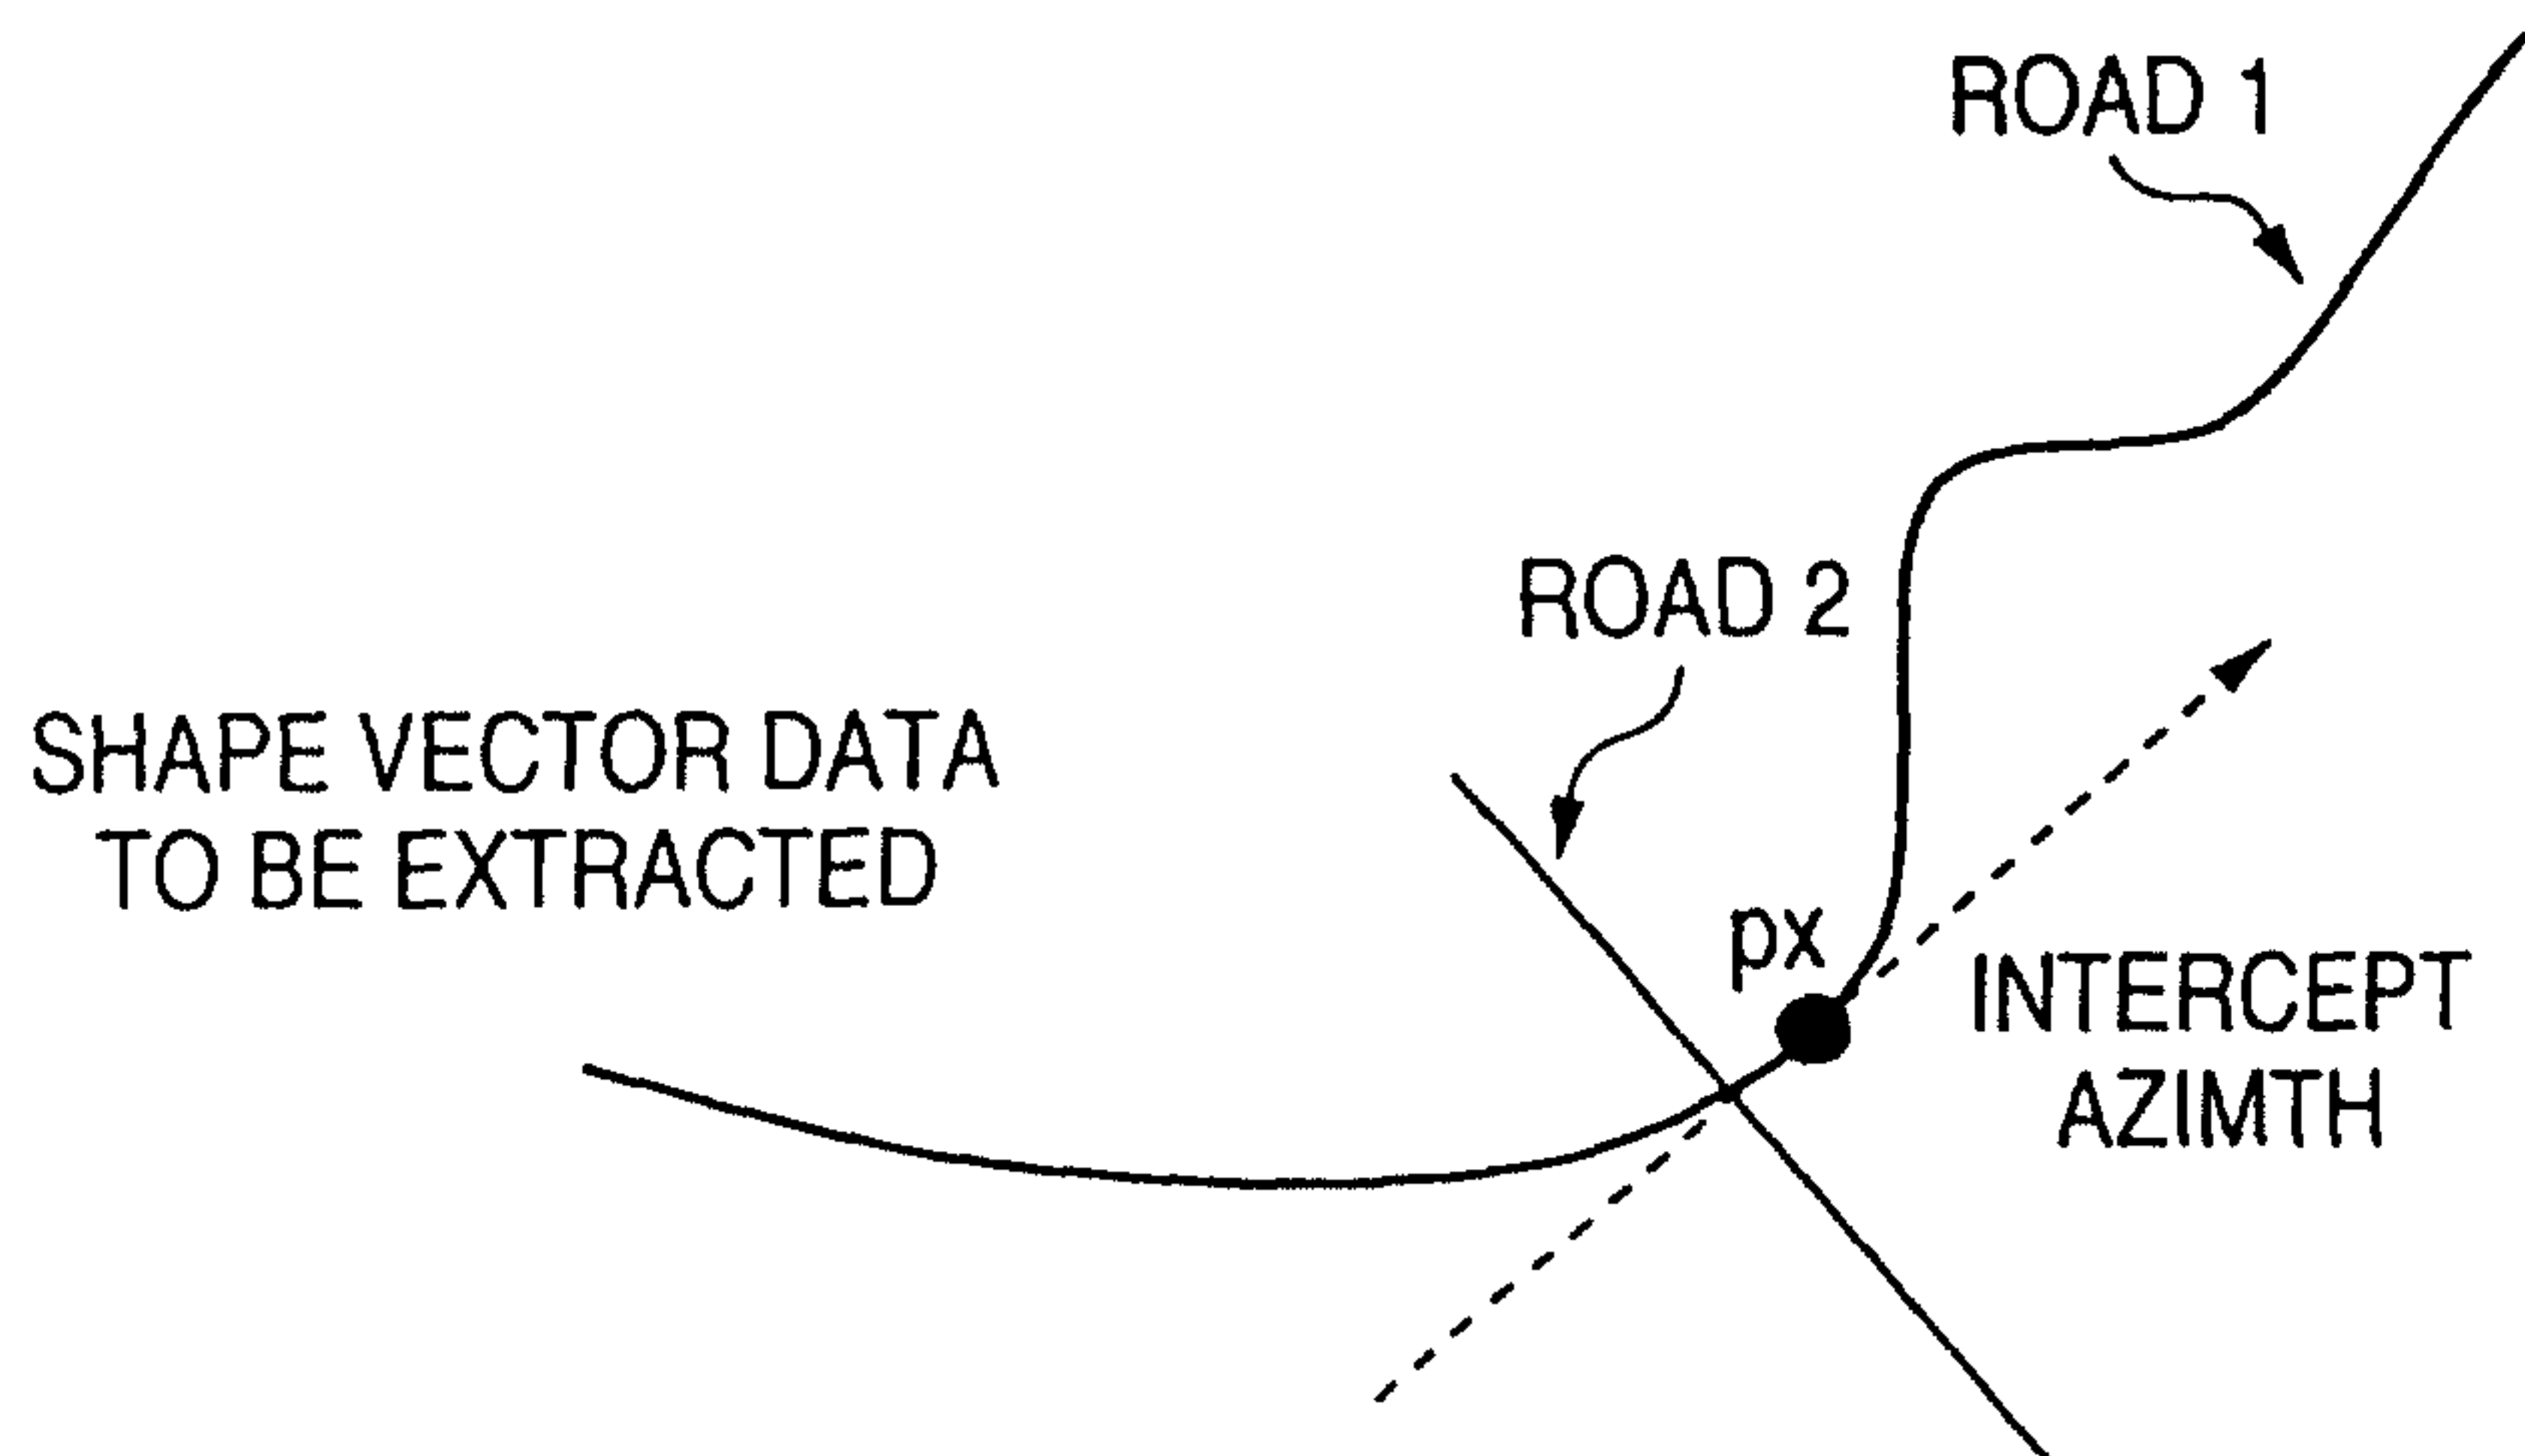 ROAD 1
ROAD 2
SHAPE VECTOR DATA
TO BE EXTRACTED
px
INTERCEPT
AZIMTH